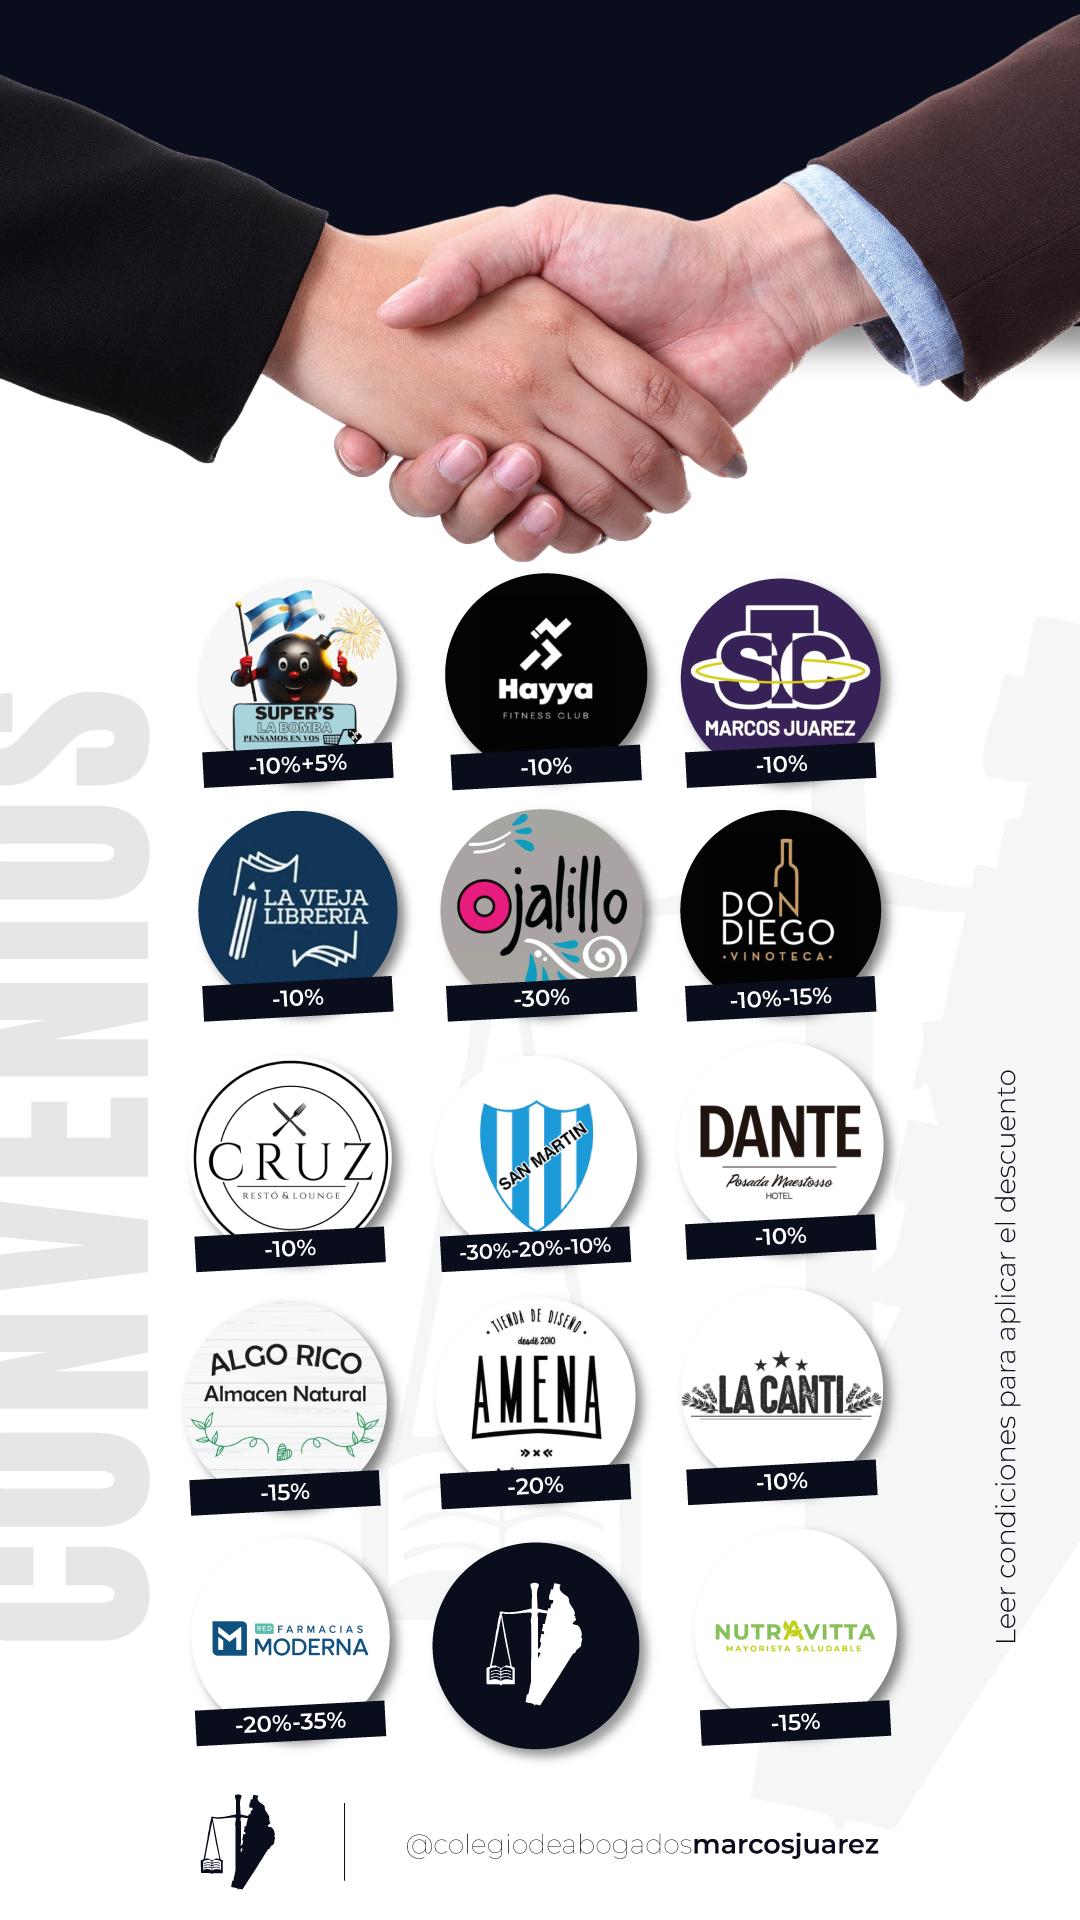 CONVENIOS
SUPER'S
LA BOMBA
PENSAMOS EN VOS
-10%+5%
Hayya
FITNESS CLUB
-10%
STC
MARCOS JUAREZ
-10%
LA VIEJA
LIBRERIA
-10%
Ojalillo
-30%
DON
DIEGO
·VINOTECA·
-10%-15%
CRUZ
RESTÓ & LOUNGE
-10%
SAN MARTIN
-30%-20%-10%
DANTE
Posada Maestosso
HOTEL
-10%
ALGO RICO
Almacen Natural
-15%
· TIENDA DE DISEÑO ·
desde 2010
AMENA
-20%
LA CANTI
-10%
RED FARMACIAS
MODERNA
-20%-35%
NUTRAVITTA
MAYORISTA SALUDABLE
-15%
Leer condiciones para aplicar el descuento
@colegiodeabogadosmarcosjuarez